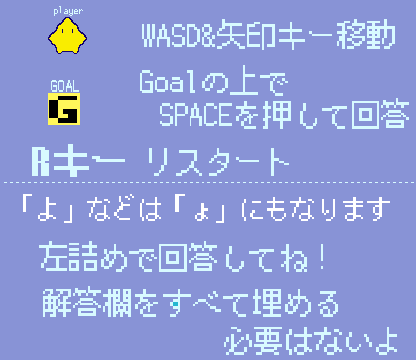 player
WASD&矢印キー移動
GOAL
G
Goalの上で
SPACEを押して回答
Rキー リスタート
「よ」などは「ょ」にもなります
左詰めで回答してね!
解答欄をすべて埋める
必要はないよ